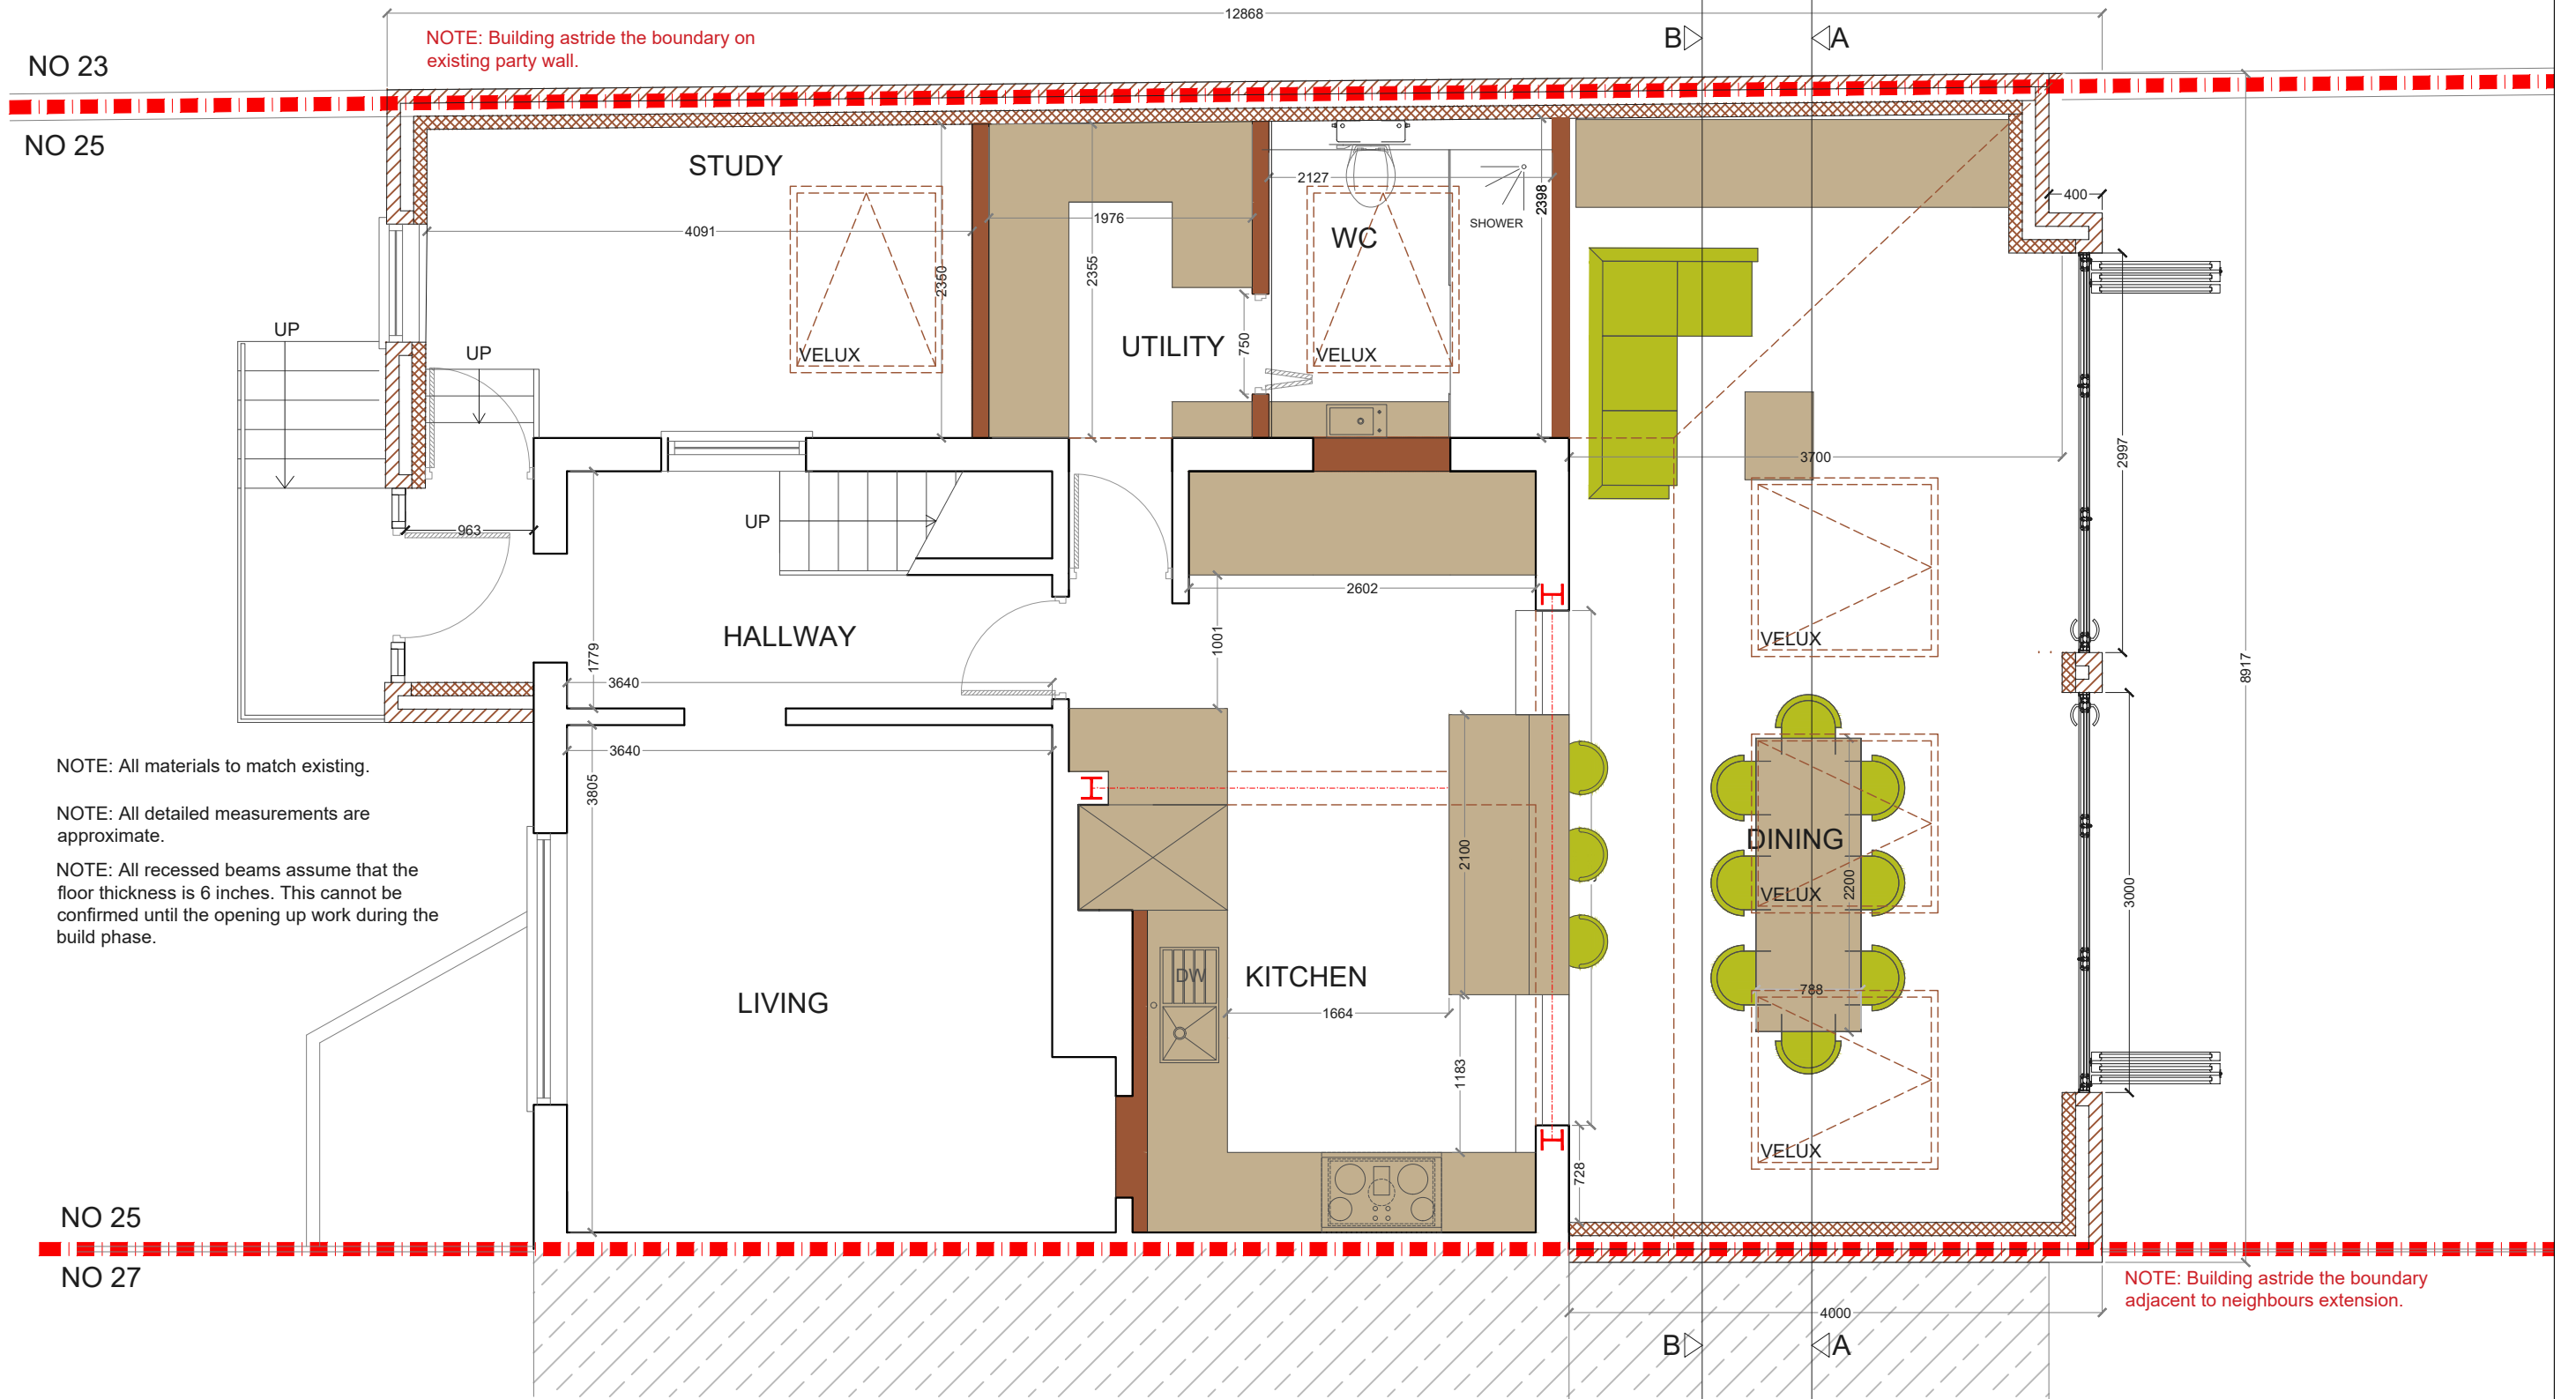 12868
B
A
NOTE: Building astride the boundary on
existing party wall.
NO 23
NO 25
STUDY
4091
2350
VELUX
1976
2355
UTILITY
750
2127
WC
VELUX
SHOWER
2398
400
UP
UP
963
UP
HALLWAY
1779
3640
3640
3805
2602
1001
3700
2997
8917
VELUX
NOTE: All materials to match existing.
NOTE: All detailed measurements are
approximate.
NOTE: All recessed beams assume that the
floor thickness is 6 inches. This cannot be
confirmed until the opening up work during the
build phase.
LIVING
DW
KITCHEN
1664
2100
1183
728
DINING
VELUX
2200
788
VELUX
3000
NO 25
NO 27
NOTE: Building astride the boundary
adjacent to neighbours extension.
4000
B
A